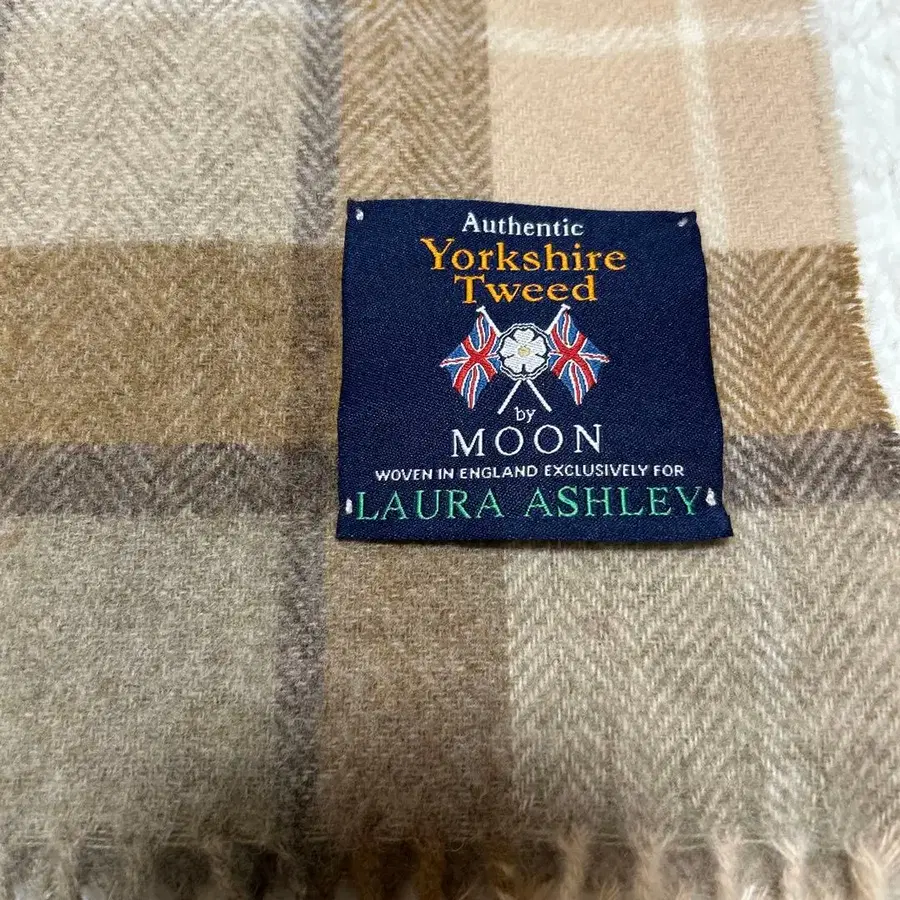 Authentic
Yorkshire
Tweed
by
MOON
WOVEN IN ENGLAND EXCLUSIVELY FOR
LAURA ASHLEY